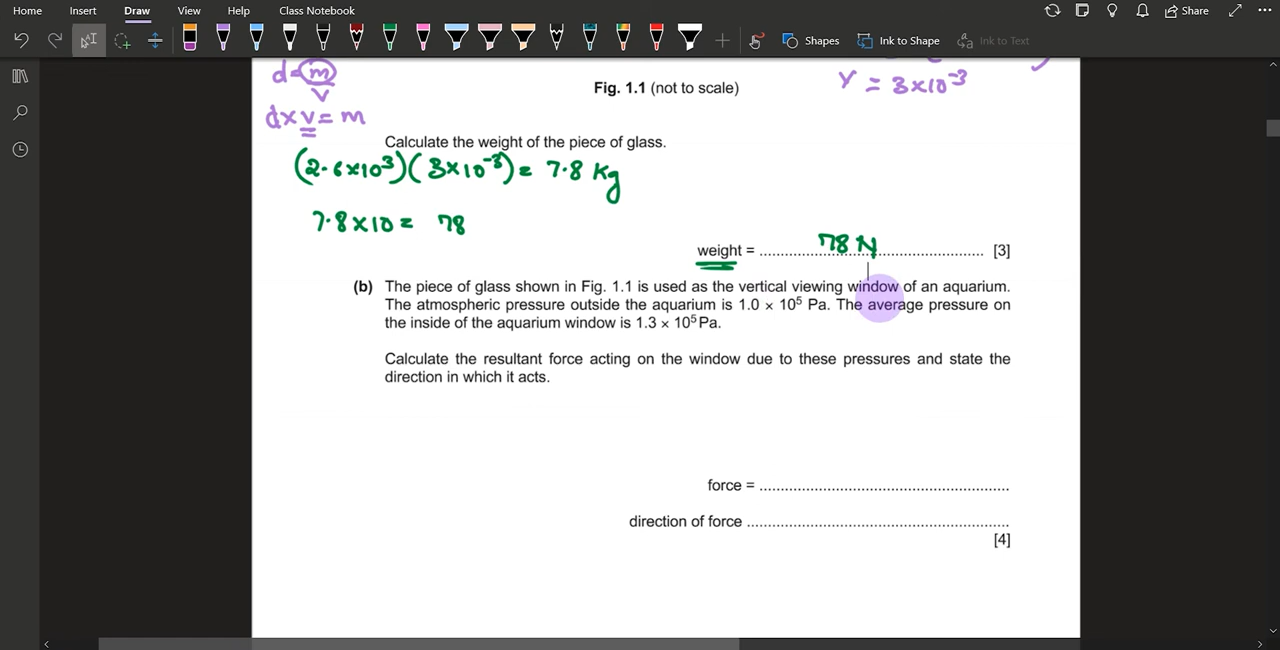 Home Insert Draw View Help Class Notebook
Share
Shapes Ink to Shape Ink to Text
d = m
v
Fig. 1.1 (not to scale)
V = 3×10⁻³
d×v = m
Calculate the weight of the piece of glass.
(2.6×10³)(3×10⁻³) = 7.8 Kg
7.8×10 = 78
weight = 78 N [3]
(b) The piece of glass shown in Fig. 1.1 is used as the vertical viewing window of an aquarium.
The atmospheric pressure outside the aquarium is 1.0 × 10⁵ Pa. The average pressure on
the inside of the aquarium window is 1.3 × 10⁵ Pa.
Calculate the resultant force acting on the window due to these pressures and state the
direction in which it acts.
force = ......................................................
direction of force ......................................................
[4]